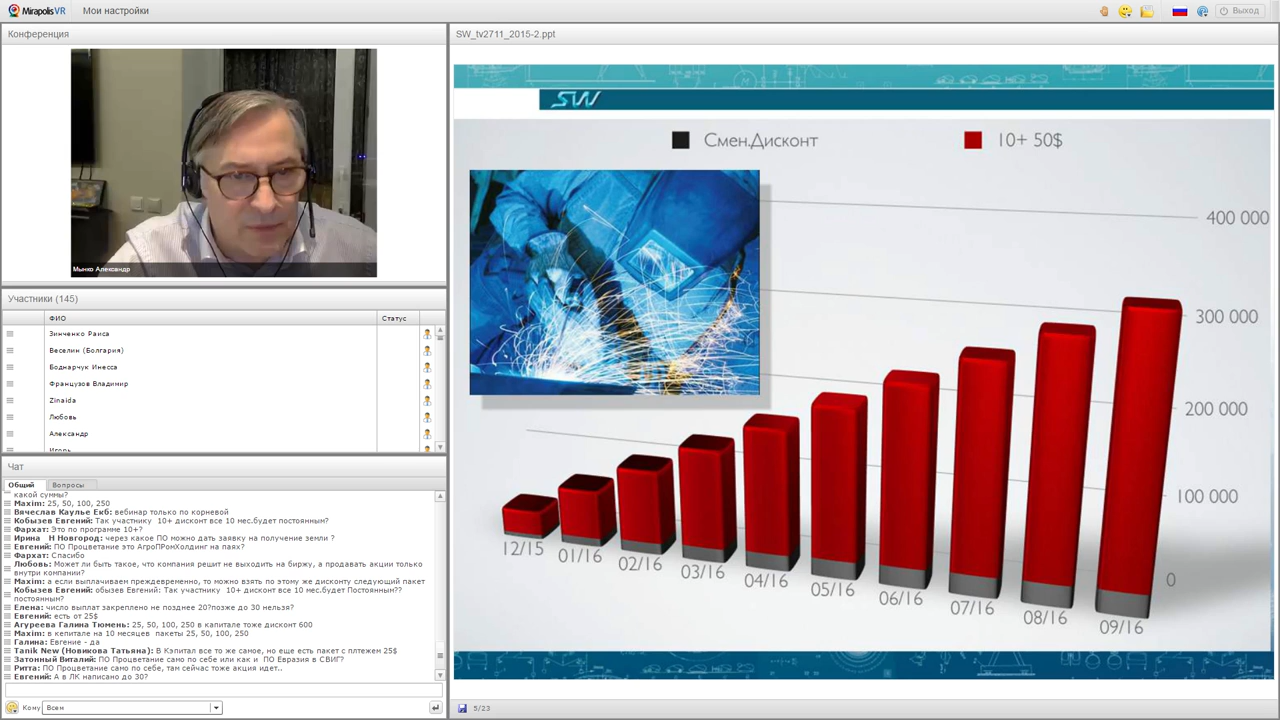 MirapolisVR
Мои настройки
Выход
Конференция
Мынко Александр
Участники (145)
ФИО
Статус
Зинченко Раиса
Веселин (Болгария)
Боднарчук Инесса
Французов Владимир
Zinaida
Любовь
Александр
Игорь
Чат
Общий
Вопросы
какой суммы?
Maxim: 25, 50, 100, 250
Вячеслав Каулье Екб: вебинар только по корневой
Кобызев Евгений: Так участнику 10+ дисконт все 10 мес.будет постоянным?
Фархат: Это по программе 10+?
Ирина Н Новгород: через какое ПО можно дать заявку на получение земли ?
Евгений: ПО Процветание это АгроПРомХолдинг на паях?
Фархат: Спасибо
Любовь: Может ли быть такое, что компания решит не выходить на биржу, а продавать акции только
внутри компании?
Maxim: а если выплачиваем преждевременно, то можно взять по этому же дисконту следующий пакет
Кобызев Евгений: обызев Евгений: Так участнику 10+ дисконт все 10 мес.будет Постоянным??
постоянным?
Елена: число выплат закреплено не позднее 20?позже до 30 нельзя?
Евгений: есть от 25$
Агуреева Галина Тюмень: 25, 50, 100, 250 в капитале тоже дисконт 600
Maxim: в кепитале на 10 месяцев пакеты 25, 50, 100, 250
Галина: Евгение - да
Tanik New (Новикова Татьяна): В Кэпитал все то же самое, но еще есть пакет с плтежем 25$
Затонный Виталий: ПО Процветание само по себе или как и ПО Евразия в СВИГ?
Ритта: ПО Процветание само по себе, там сейчас тоже акция идет..
Евгений: А в ЛК написано до 30?
Кому
Всем
SW_tv2711_2015-2.ppt
SW
Смен.Дисконт
10+ 50$
400 000
300 000
200 000
100 000
0
12/15
01/16
02/16
03/16
04/16
05/16
06/16
07/16
08/16
09/16
5/23